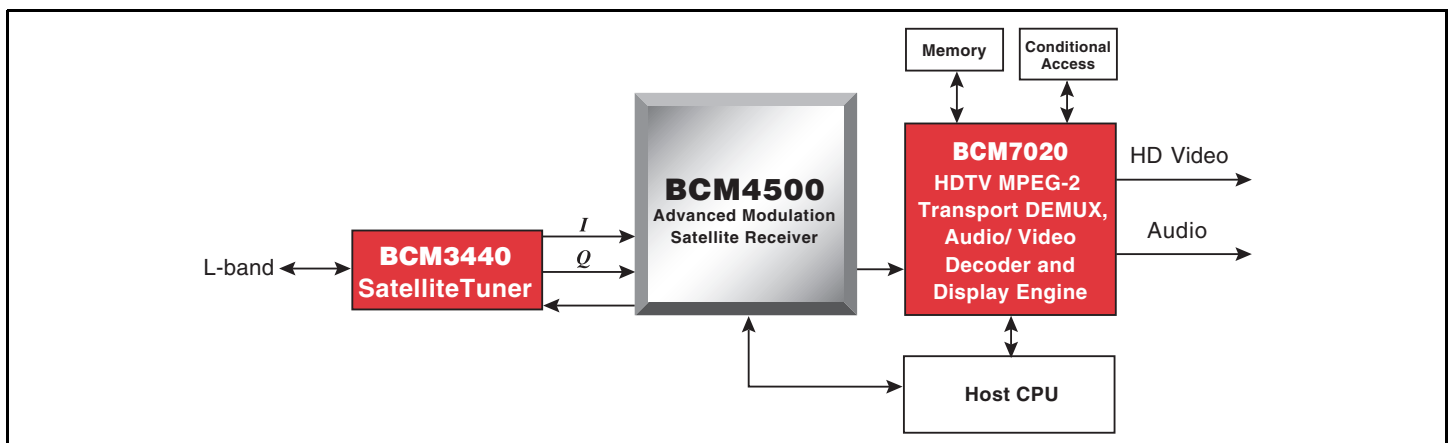 L-band
BCM3440
SatelliteTuner
I
Q
BCM4500
Advanced Modulation
Satellite Receiver
Memory
Conditional
Access
BCM7020
HDTV MPEG-2
Transport DEMUX,
Audio/ Video
Decoder and
Display Engine
HD Video
Audio
Host CPU